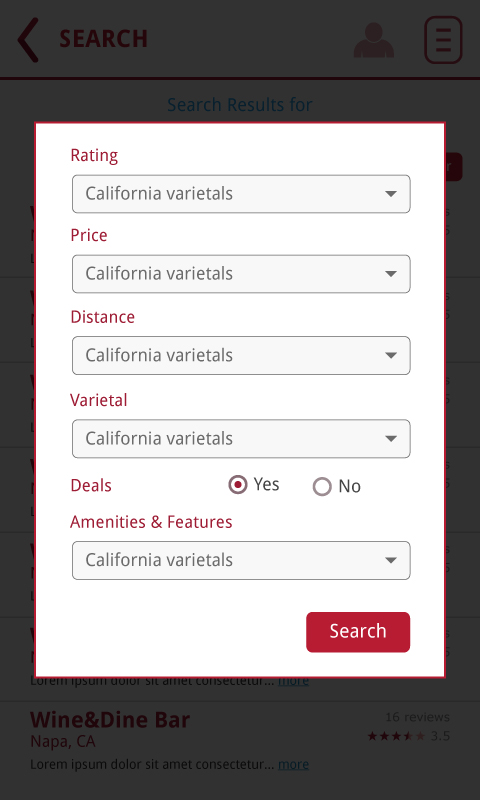 SEARCH
Search Results for
Rating
California varietals
Price
California varietals
Distance
California varietals
Varietal
California varietals
Deals Yes No
Amenities & Features
California varietals
Search
Lorem ipsum dolor sit amet consectetur... more
Wine&Dine Bar 16 reviews
Napa, CA 3.5
Lorem ipsum dolor sit amet consectetur... more